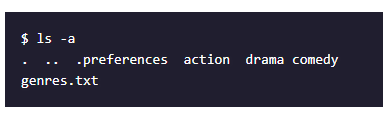 $ ls -a
.  ..  .preferences  action  drama comedy
genres.txt